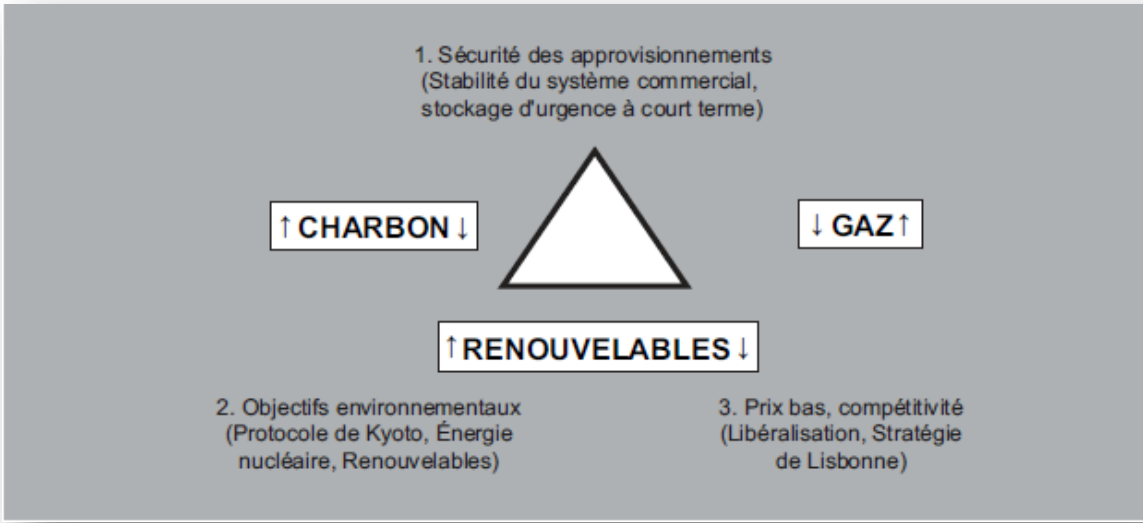 1. Sécurité des approvisionnements
(Stabilité du système commercial,
stockage d'urgence à court terme)
↑ CHARBON ↓
↓ GAZ ↑
↑ RENOUVELABLES ↓
2. Objectifs environnementaux
(Protocole de Kyoto, Énergie
nucléaire, Renouvelables)
3. Prix bas, compétitivité
(Libéralisation, Stratégie
de Lisbonne)